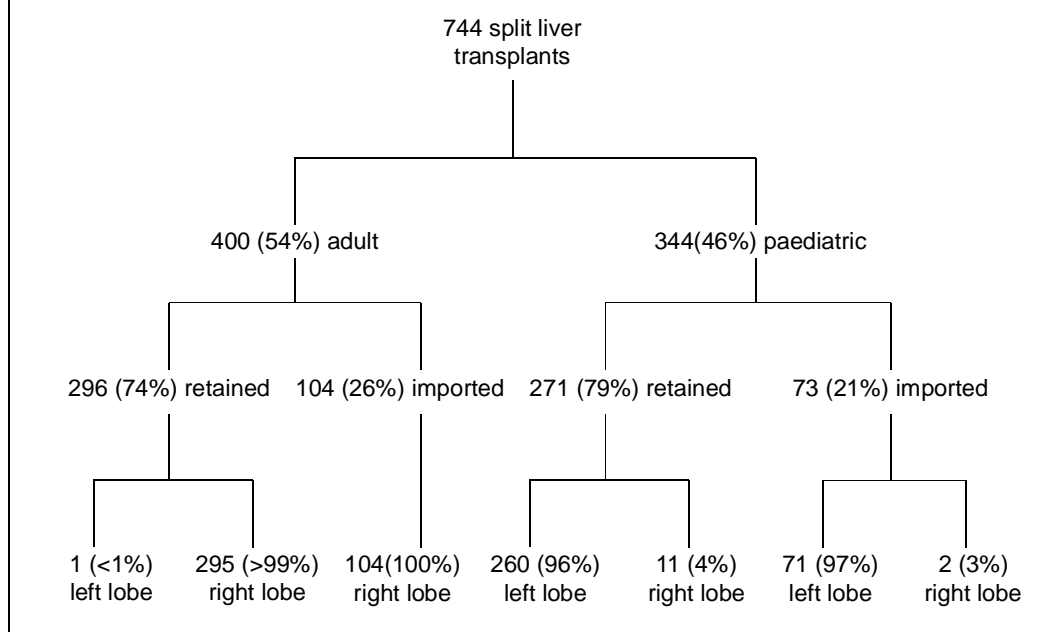 744 split liver
transplants
400 (54%) adult
344(46%) paediatric
296 (74%) retained
104 (26%) imported
271 (79%) retained
73 (21%) imported
1 (<1%)
left lobe
295 (>99%)
right lobe
104(100%)
right lobe
260 (96%)
left lobe
11 (4%)
right lobe
71 (97%)
left lobe
2 (3%)
right lobe